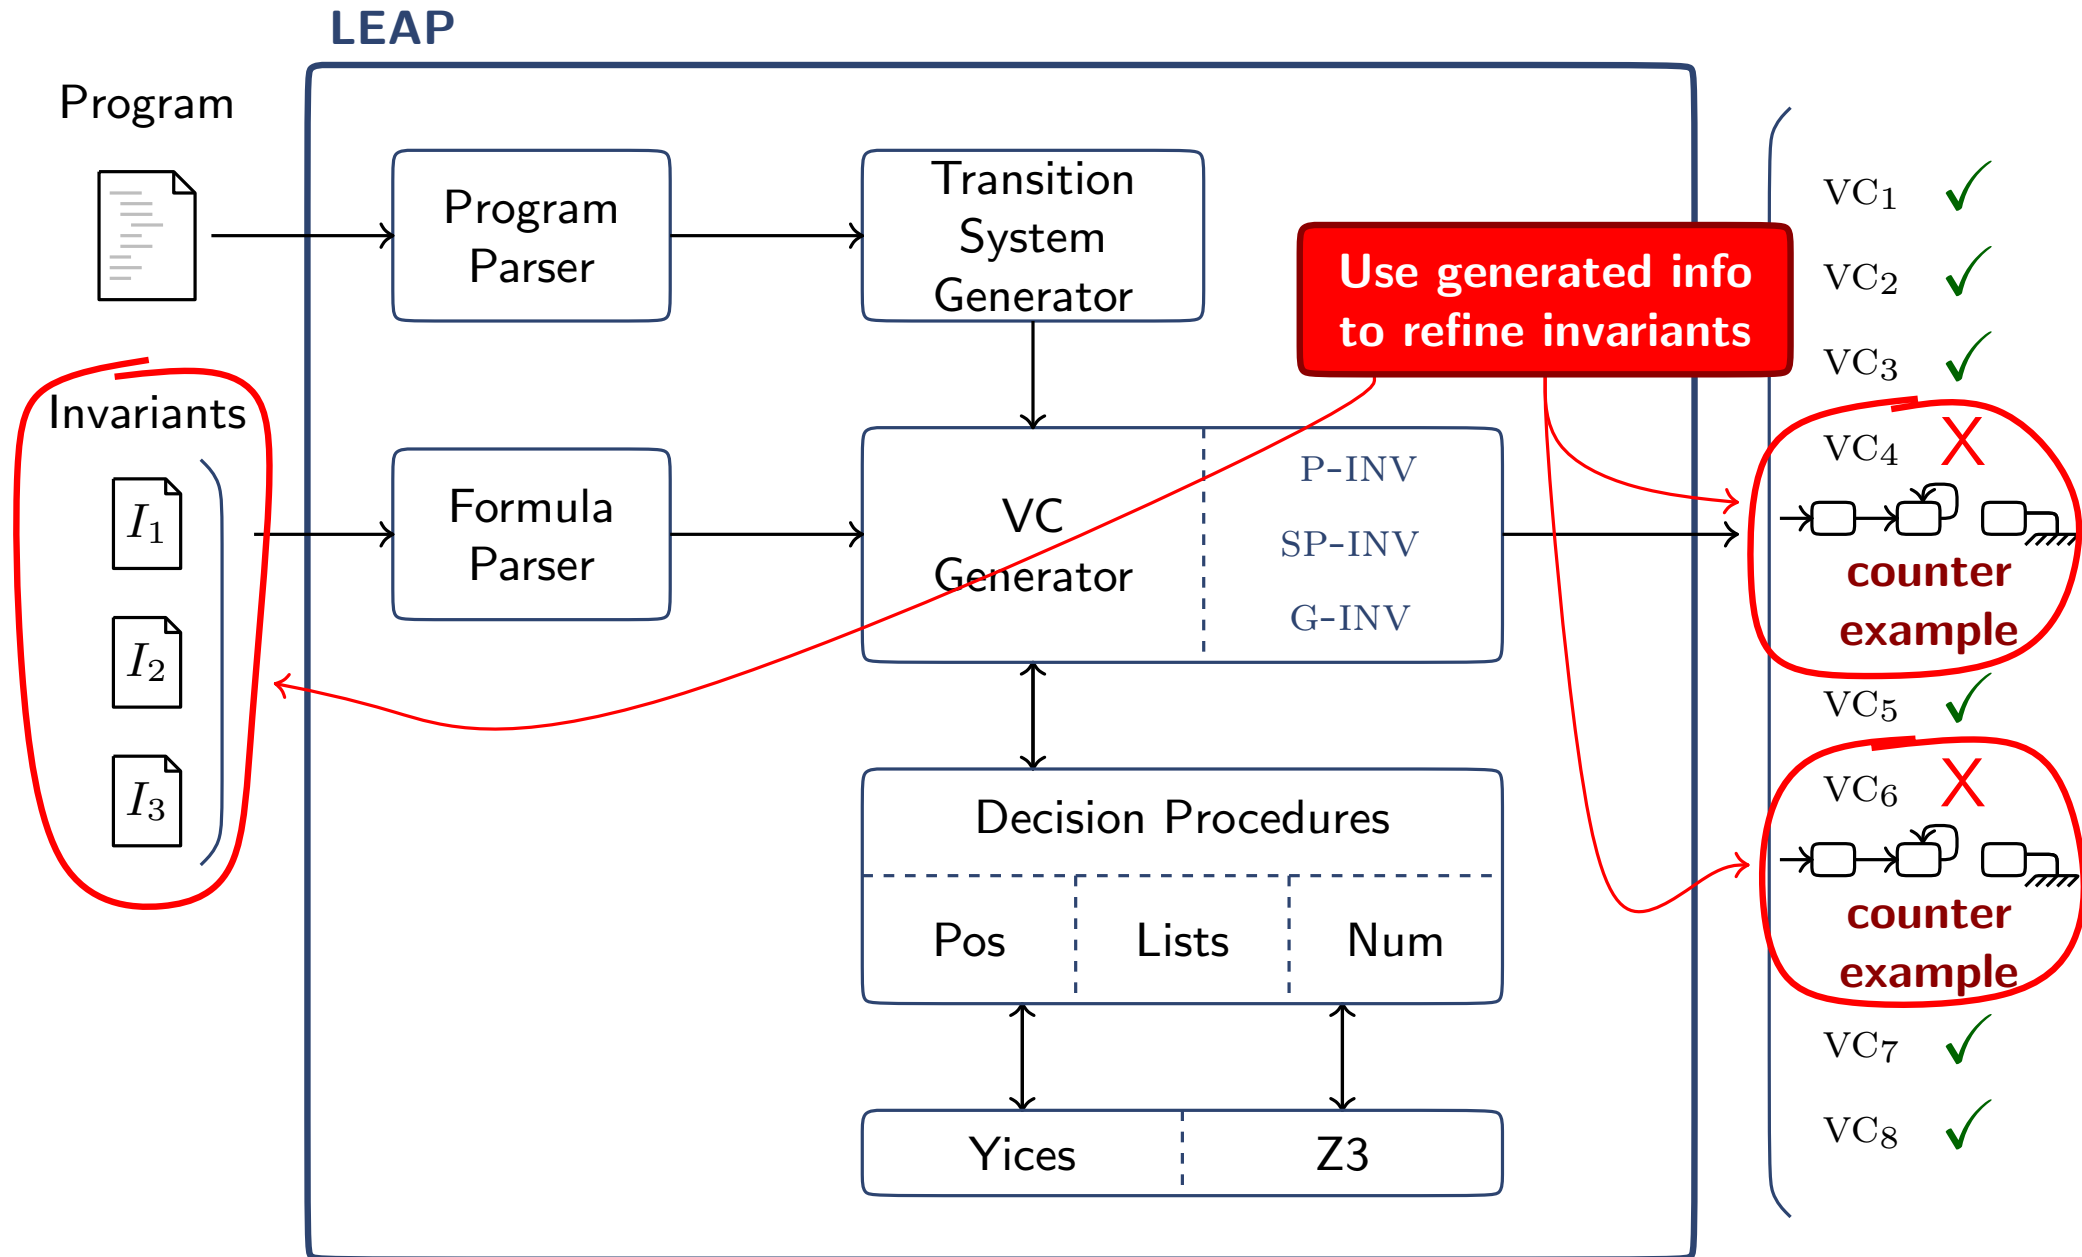 LEAP
Program
Program
Parser
Transition
System
Generator
Use generated info
to refine invariants
Invariants
I1
I2
I3
Formula
Parser
VC
Generator
P-INV
SP-INV
G-INV
Decision Procedures
Pos
Lists
Num
Yices
Z3
VC1 ✓
VC2 ✓
VC3 ✓
VC4 X
counter
example
VC5 ✓
VC6 X
counter
example
VC7 ✓
VC8 ✓